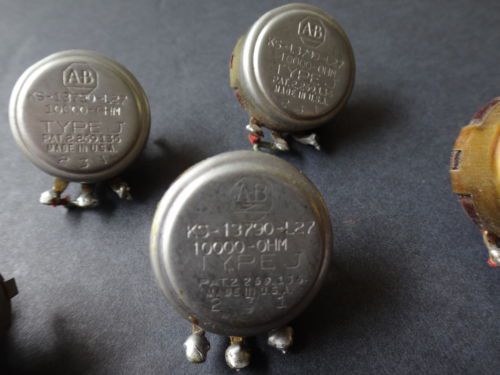 AB
KS-13790-L27
10000-OHM
TYPE J
PAT.2269136
MADE IN U.S.A.
2 3 1
AB
KS-13790-L27
10000-OHM
TYPE J
MADE IN U.S.A.
AB
KS-13790-L27
10000-OHM
TYPE J
MADE IN U.S.A.
2 3 1